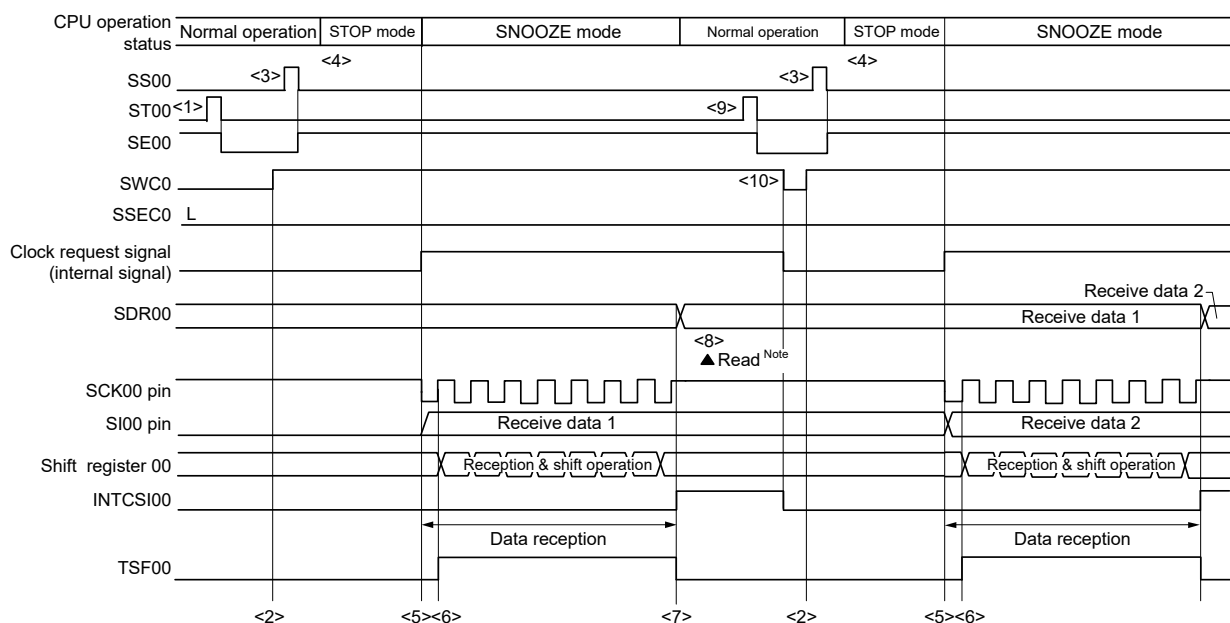 CPU operation
status
Normal operation
STOP mode
SNOOZE mode
Normal operation
STOP mode
SNOOZE mode
<4>
<4>
SS00
<3>
<3>
ST00
<1>
<9>
SE00
SWC0
<10>
SSEC0
L
Clock request signal
(internal signal)
Receive data 2
SDR00
Receive data 1
<8>
▲Read Note
SCK00 pin
SI00 pin
Receive data 1
Receive data 2
Shift register 00
Reception & shift operation
Reception & shift operation
INTCSI00
Data reception
Data reception
TSF00
<2>
<5><6>
<7>
<2>
<5><6>